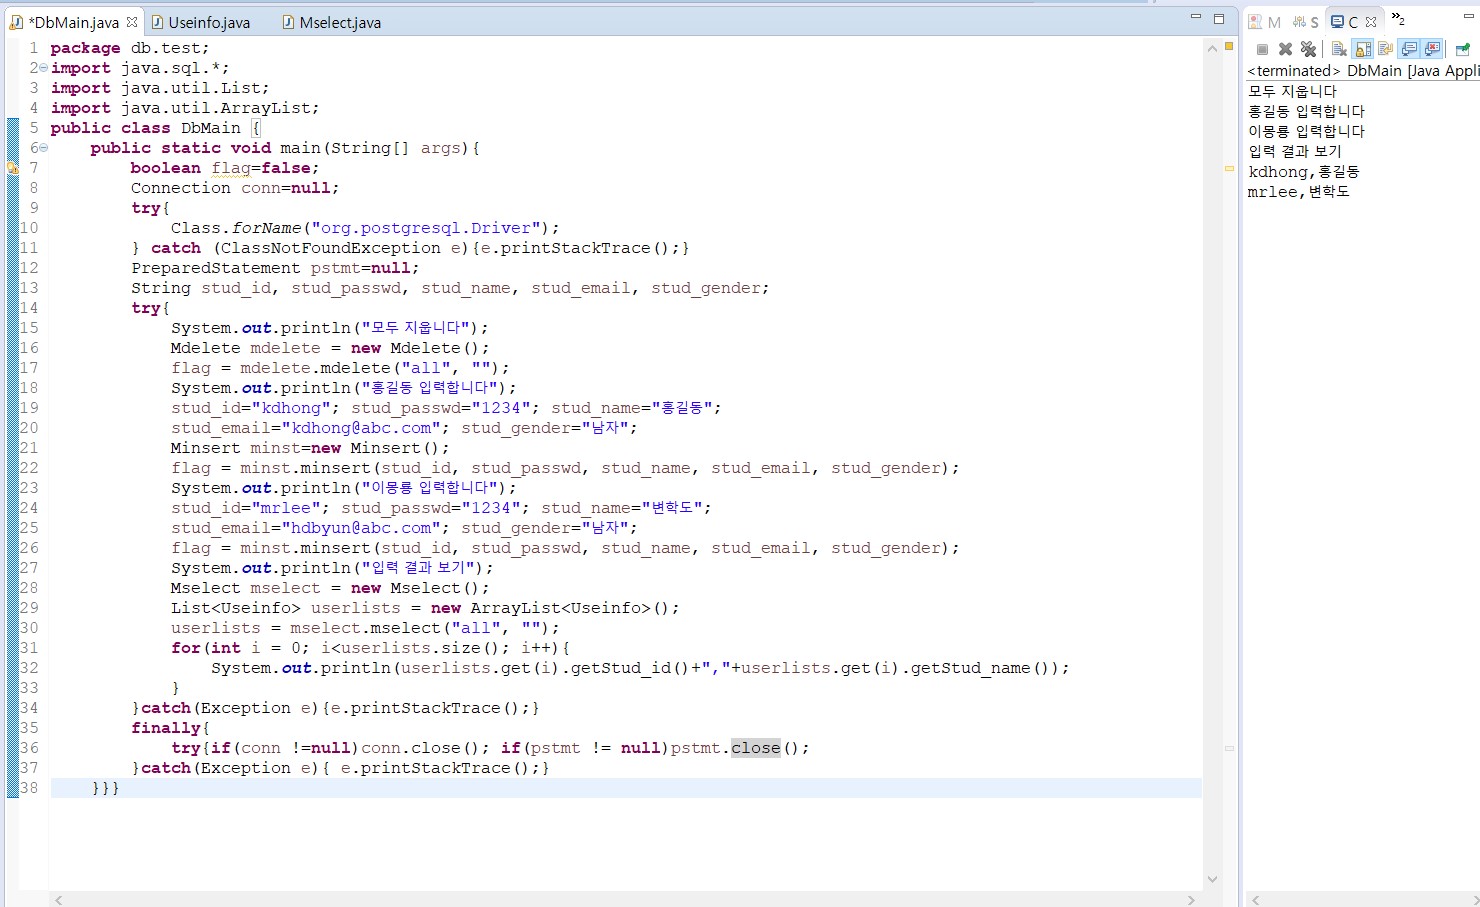 *DbMain.java
Useinfo.java
Mselect.java
1 package db.test;
2 import java.sql.*;
3 import java.util.List;
4 import java.util.ArrayList;
5 public class DbMain {
6 public static void main(String[] args){
7 boolean flag=false;
8 Connection conn=null;
9 try{
10 Class.forName("org.postgresql.Driver");
11 } catch (ClassNotFoundException e){e.printStackTrace();}
12 PreparedStatement pstmt=null;
13 String stud_id, stud_passwd, stud_name, stud_email, stud_gender;
14 try{
15 System.out.println("모두 지웁니다");
16 Mdelete mdelete = new Mdelete();
17 flag = mdelete.mdelete("all", "");
18 System.out.println("홍길동 입력합니다");
19 stud_id="kdhong"; stud_passwd="1234"; stud_name="홍길동";
20 stud_email="kdhong@abc.com"; stud_gender="남자";
21 Minsert minst=new Minsert();
22 flag = minst.minsert(stud_id, stud_passwd, stud_name, stud_email, stud_gender);
23 System.out.println("이몽룡 입력합니다");
24 stud_id="mrlee"; stud_passwd="1234"; stud_name="변학도";
25 stud_email="hdbyun@abc.com"; stud_gender="남자";
26 flag = minst.minsert(stud_id, stud_passwd, stud_name, stud_email, stud_gender);
27 System.out.println("입력 결과 보기");
28 Mselect mselect = new Mselect();
29 List<Useinfo> userlists = new ArrayList<Useinfo>();
30 userlists = mselect.mselect("all", "");
31 for(int i = 0; i<userlists.size(); i++){
32 System.out.println(userlists.get(i).getStud_id()+","+userlists.get(i).getStud_name());
33 }
34 }catch(Exception e){e.printStackTrace();}
35 finally{
36 try{if(conn !=null)conn.close(); if(pstmt != null)pstmt.close();
37 }catch(Exception e){ e.printStackTrace();}
38 }}}
M S C »2
<terminated> DbMain [Java Appli
모두 지웁니다
홍길동 입력합니다
이몽룡 입력합니다
입력 결과 보기
kdhong,홍길동
mrlee,변학도